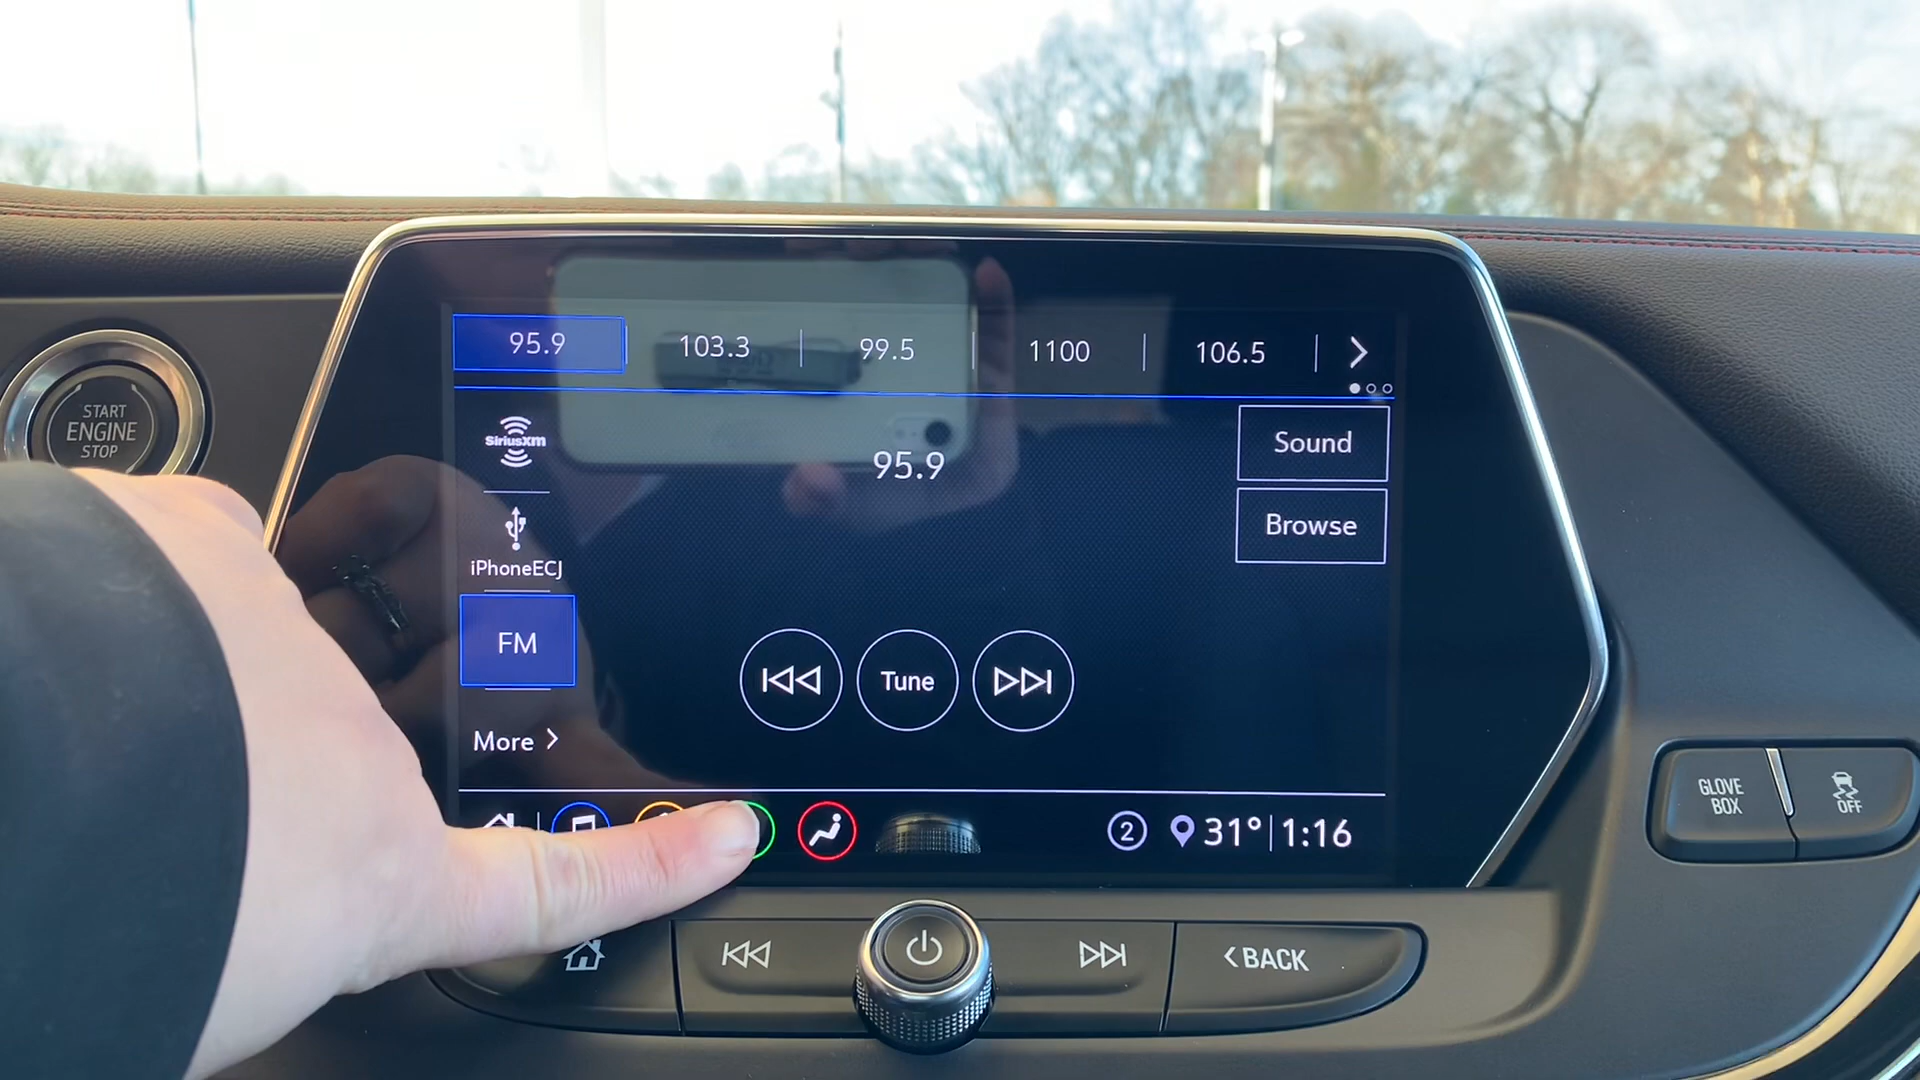 START
ENGINE
STOP
95.9
103.3
99.5
1100
106.5
SiriusXM
95.9
Sound
Browse
iPhoneECJ
FM
Tune
More
2
31°
1:16
GLOVE
BOX
OFF
BACK